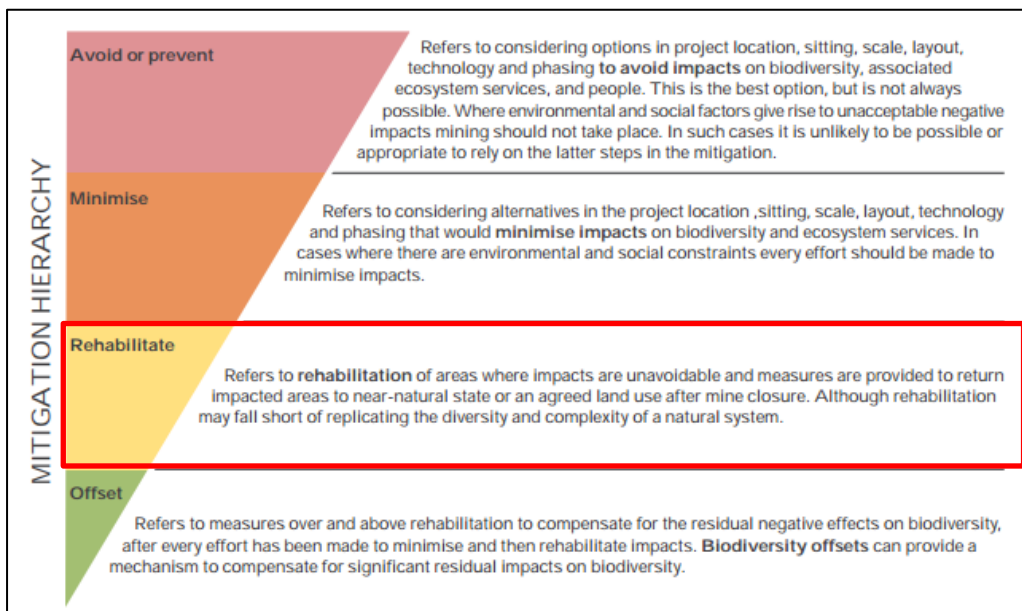 MITIGATION HIERARCHY
Avoid or prevent
Refers to considering options in project location, sitting, scale, layout,
technology and phasing to avoid impacts on biodiversity, associated
ecosystem services, and people. This is the best option, but is not always
possible. Where environmental and social factors give rise to unacceptable negative
impacts mining should not take place. In such cases it is unlikely to be possible or
appropriate to rely on the latter steps in the mitigation.
Minimise
Refers to considering alternatives in the project location ,sitting, scale, layout, technology
and phasing that would minimise impacts on biodiversity and ecosystem services. In
cases where there are environmental and social constraints every effort should be made to
minimise impacts.
Rehabilitate
Refers to rehabilitation of areas where impacts are unavoidable and measures are provided to return
impacted areas to near-natural state or an agreed land use after mine closure. Although rehabilitation
may fall short of replicating the diversity and complexity of a natural system.
Offset
Refers to measures over and above rehabilitation to compensate for the residual negative effects on biodiversity,
after every effort has been made to minimise and then rehabilitate impacts. Biodiversity offsets can provide a
mechanism to compensate for significant residual impacts on biodiversity.